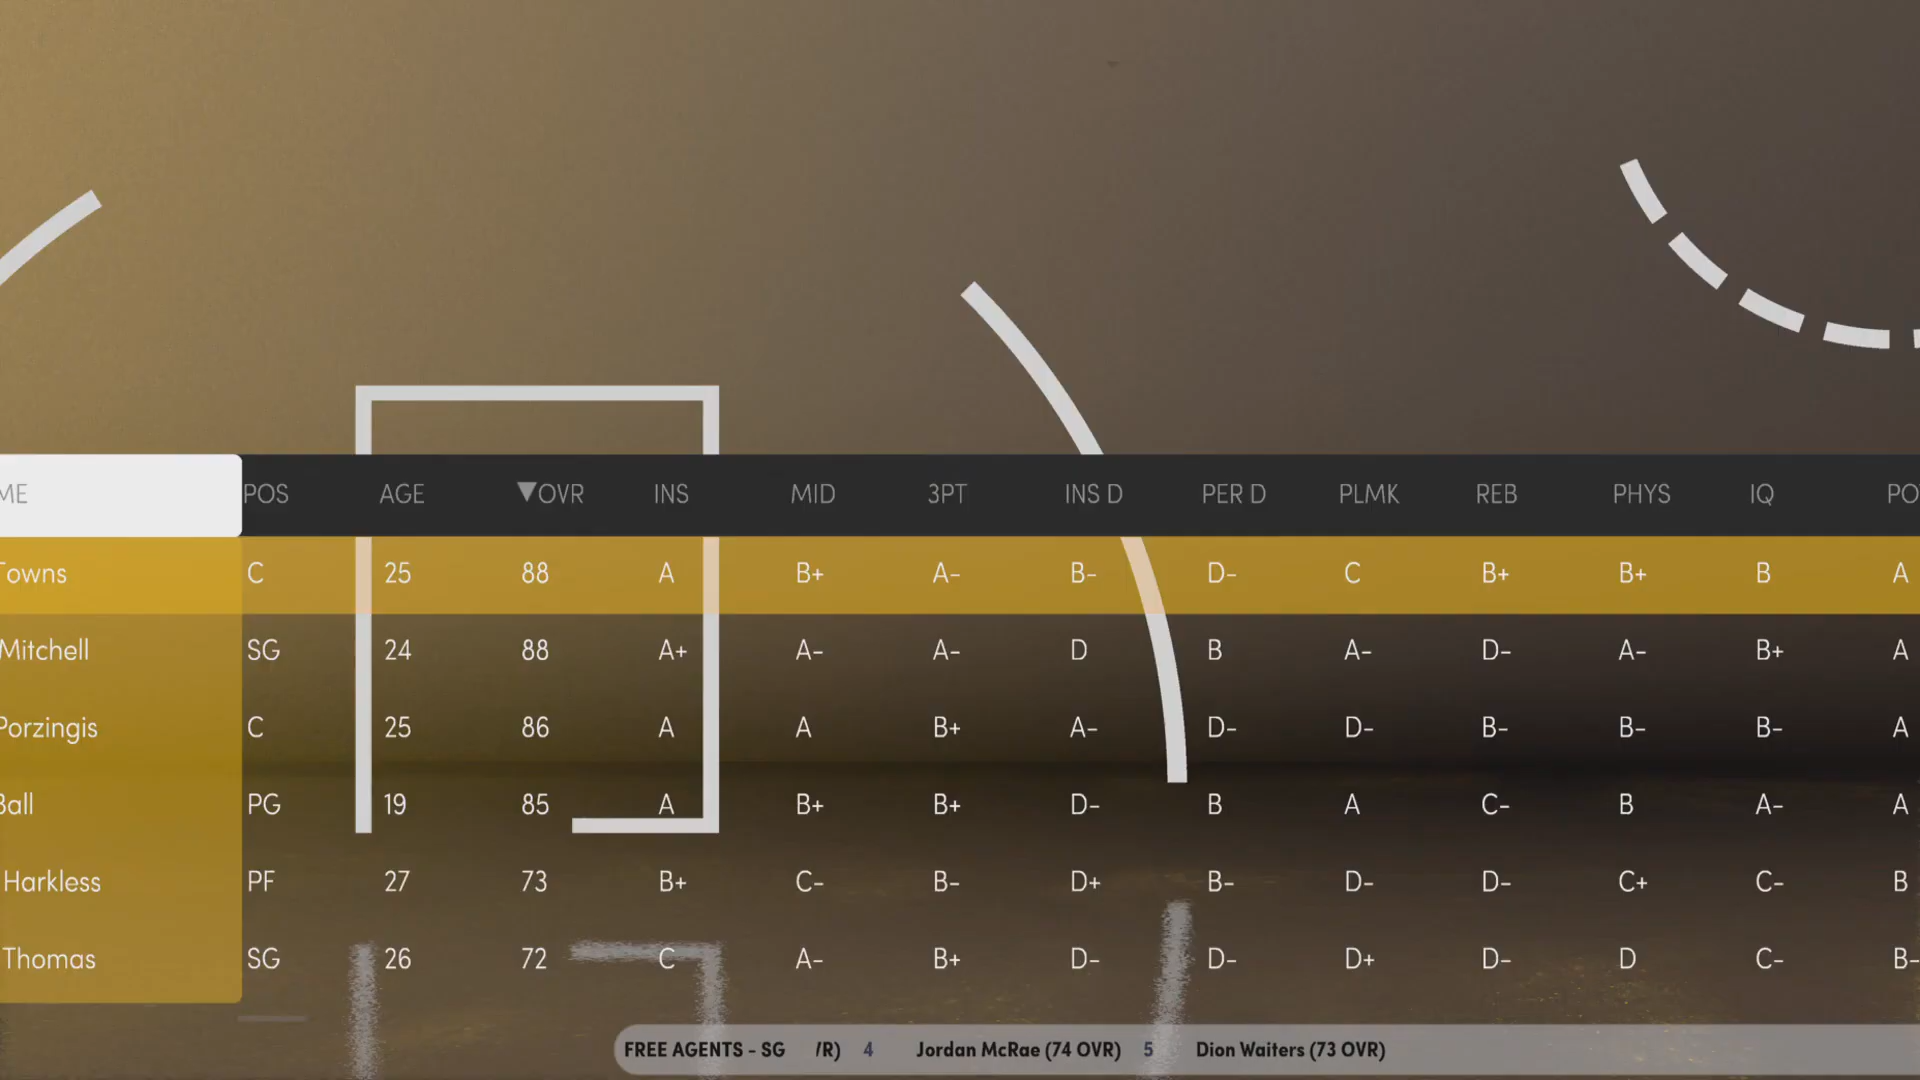 ME POS AGE ▼OVR INS MID 3PT INS D PER D PLMK REB PHYS IQ PO
Towns C 25 88 A B+ A- B- D- C B+ B+ B A
Mitchell SG 24 88 A+ A- A- D B A- D- A- B+ A
Porzingis C 25 86 A A B+ A- D- D- B- B- B- A
Ball PG 19 85 A B+ B+ D- B A C- B A- A
Harkless PF 27 73 B+ C- B- D+ B- D- D- C+ C- B
Thomas SG 26 72 C A- B+ D- D- D+ D- D C- B-
FREE AGENTS - SG /R) 4 Jordan McRae (74 OVR) 5 Dion Waiters (73 OVR)